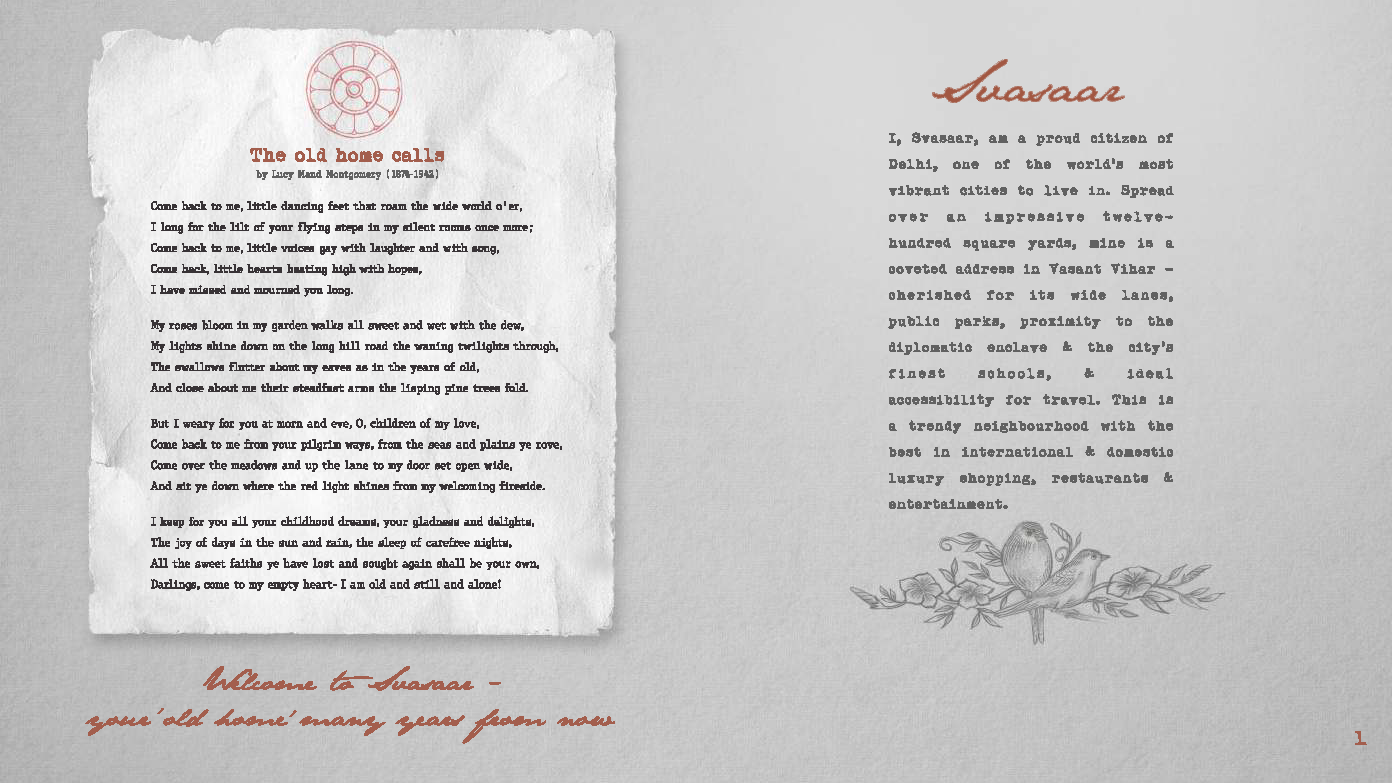 The old home calls
by Lucy Maud Montgomery (1874-1942)
Come back to me, little dancing feet that roam the wide world o'er,
I long for the lilt of your flying steps in my silent rooms once more;
Come back to me, little voices gay with laughter and with song,
Come back, little hearts beating high with hopes,
I have missed and mourned you long.
My roses bloom in my garden walks all sweet and wet with the dew,
My lights shine down on the long hill road the waning twilights through,
The swallows flutter about my eaves as in the years of old,
And close about me their steadfast arms the lisping pine trees fold.
But I weary for you at morn and eve, O, children of my love,
Come back to me from your pilgrim ways, from the seas and plains ye rove,
Come over the meadows and up the lane to my door set open wide,
And sit ye down where the red light shines from my welcoming fireside.
I keep for you all your childhood dreams, your gladness and delights,
The joy of days in the sun and rain, the sleep of carefree nights,
All the sweet faiths ye have lost and sought again shall be your own,
Darlings, come to my empty heart- I am old and still and alone!
Welcome to Svasaar -
your 'old home' many years from now
Svasaar
I, Svasaar, am a proud citizen of
Delhi, one of the world's most
vibrant cities to live in. Spread
over an impressive twelve-
hundred square yards, mine is a
coveted address in Vasant Vihar -
cherished for its wide lanes,
public parks, proximity to the
diplomatic enclave & the city's
finest schools, & ideal
accessibility for travel. This is
a trendy neighbourhood with the
best in international & domestic
luxury shopping, restaurants &
entertainment.
1